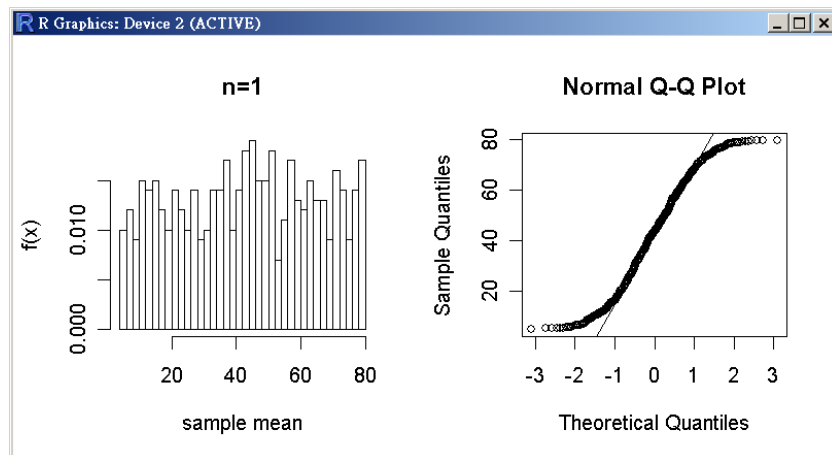 R Graphics: Device 2 (ACTIVE)
n=1
f(x)
0.010
0.000
20 40 60 80
sample mean
Normal Q-Q Plot
Sample Quantiles
80
60
40
20
-3 -2 -1 0 1 2 3
Theoretical Quantiles